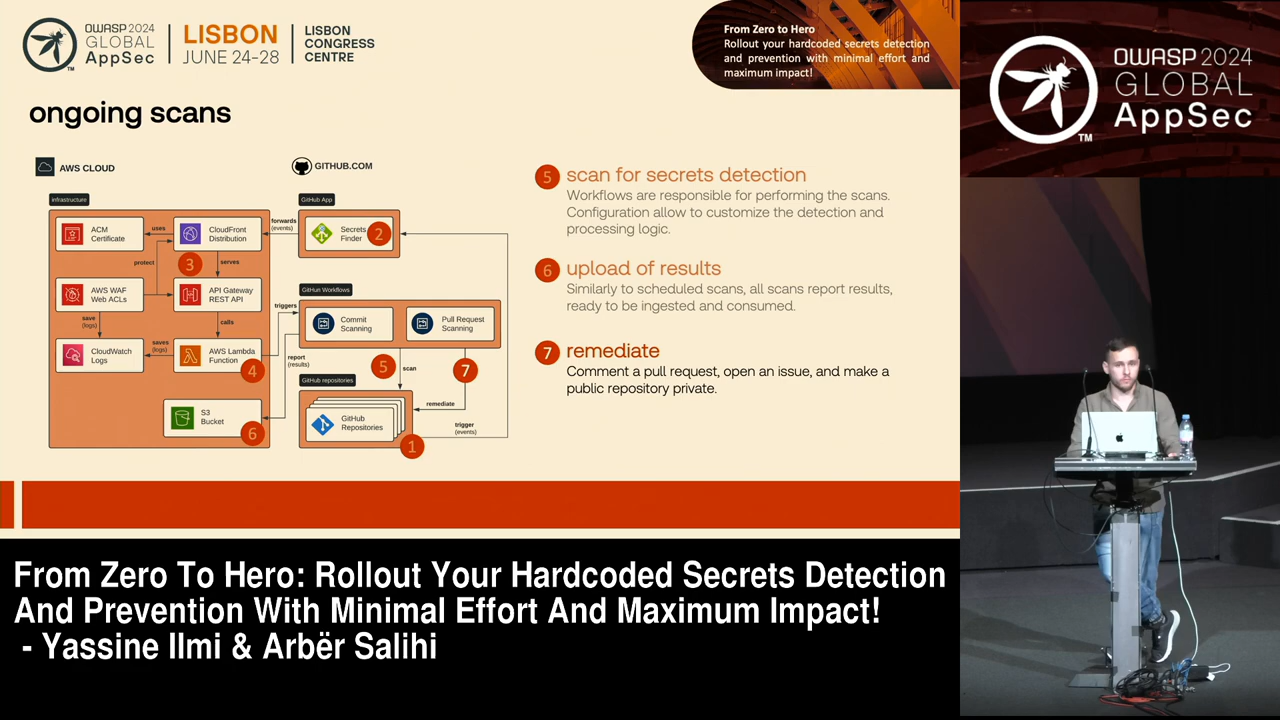 OWASP 2024
GLOBAL
AppSec
TM
LISBON
JUNE 24-28
LISBON
CONGRESS
CENTRE
From Zero to Hero
Rollout your hardcoded secrets detection
and prevention with minimal effort and
maximum impact!
OWASP 2024
GLOBAL
AppSec
TM
ongoing scans
AWS CLOUD
GITHUB.COM
infrastructure
GitHub App
ACM
Certificate
uses
CloudFront
Distribution
forwards
(events)
Secrets
Finder
2
protect
3
serves
AWS WAF
Web ACLs
API Gateway
REST API
GitHun Workflows
triggers
save
(logs)
calls
Commit
Scanning
Pull Request
Scanning
CloudWatch
Logs
saves
(logs)
AWS Lambda
Function
4
report
(results)
5
scan
7
GitHub repositories
remediate
S3
Bucket
6
GitHub
Repositories
trigger
(events)
1
5 scan for secrets detection
Workflows are responsible for performing the scans.
Configuration allow to customize the detection and
processing logic.
6 upload of results
Similarly to scheduled scans, all scans report results,
ready to be ingested and consumed.
7 remediate
Comment a pull request, open an issue, and make a
public repository private.
From Zero To Hero: Rollout Your Hardcoded Secrets Detection
And Prevention With Minimal Effort And Maximum Impact!
- Yassine Ilmi & Arbër Salihi